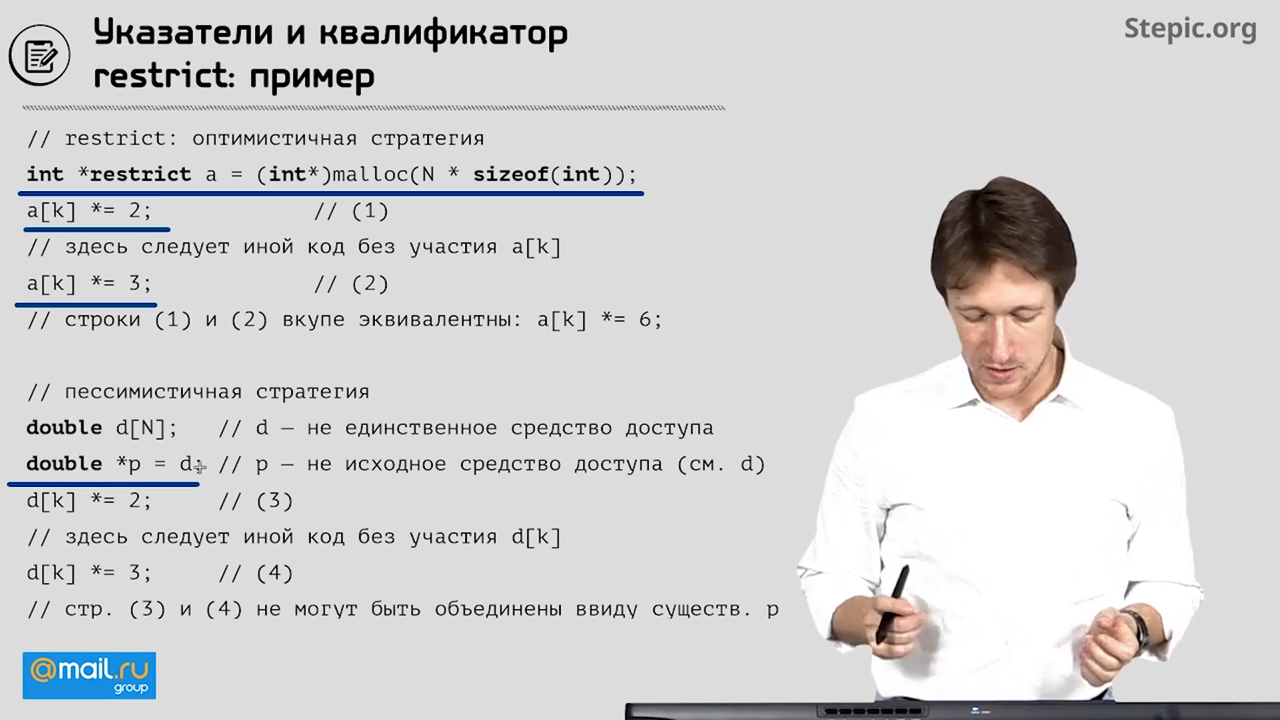 Указатели и квалификатор
restrict: пример
Stepic.org
// restrict: оптимистичная стратегия
int *restrict a = (int*)malloc(N * sizeof(int));
a[k] *= 2; // (1)
// здесь следует иной код без участия a[k]
a[k] *= 3; // (2)
// строки (1) и (2) вкупе эквивалентны: a[k] *= 6;
// пессимистичная стратегия
double d[N]; // d — не единственное средство доступа
double *p = d; // p — не исходное средство доступа (см. d)
d[k] *= 2; // (3)
// здесь следует иной код без участия d[k]
d[k] *= 3; // (4)
// стр. (3) и (4) не могут быть объединены ввиду существ. p
@mail.ru
group